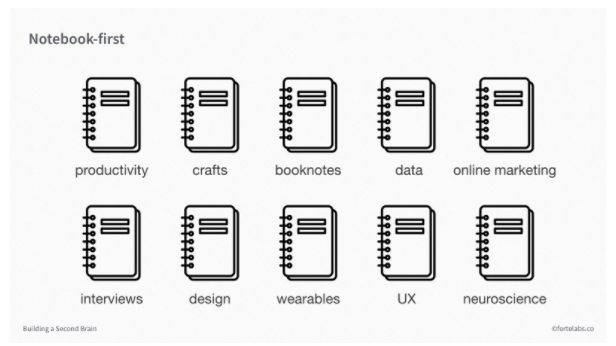 Notebook-first
productivity crafts booknotes data online marketing
interviews design wearables UX neuroscience
Building a Second Brain ©fortelabs.co